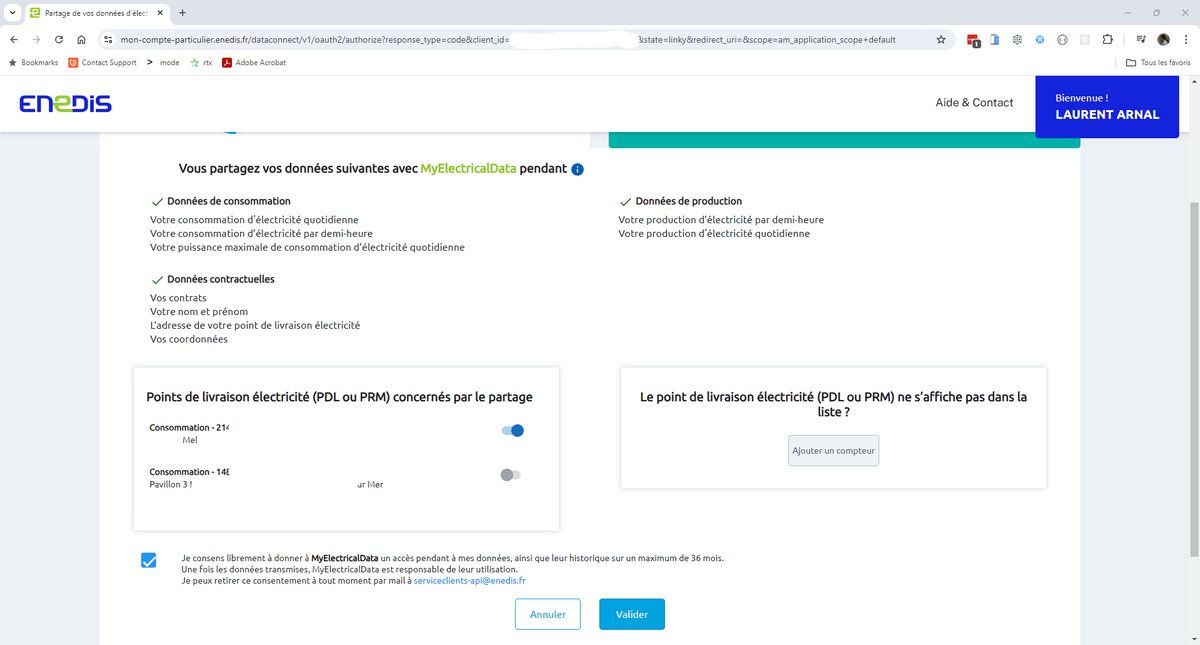 Partage de vos données d'élect
mon-compte-particulier.enedis.fr/dataconnect/v1/oauth2/authorize?response_type=code&client_id=
&state=linky&redirect_uri=&scope=am_application_scope+default
1
Bookmarks
Contact Support
mode
rtx
Adobe Acrobat
Tous les favoris
ENEDIS
Aide & Contact
Bienvenue !
LAURENT ARNAL
Vous partagez vos données suivantes avec MyElectricalData pendant
Données de consommation
Votre consommation d'électricité quotidienne
Votre consommation d'électricité par demi-heure
Votre puissance maximale de consommation d'électricité quotidienne
Données de production
Votre production d'électricité par demi-heure
Votre production d'électricité quotidienne
Données contractuelles
Vos contrats
Votre nom et prénom
L'adresse de votre point de livraison électricité
Vos coordonnées
Points de livraison électricité (PDL ou PRM) concernés par le partage
Consommation - 214
Mel
Consommation - 148
Pavillon 3 ! ur Mer
Le point de livraison électricité (PDL ou PRM) ne s'affiche pas dans la
liste ?
Ajouter un compteur
Je consens librement à donner à MyElectricalData un accès pendant à mes données, ainsi que leur historique sur un maximum de 36 mois.
Une fois les données transmises, MyElectricalData est responsable de leur utilisation.
Je peux retirer ce consentement à tout moment par mail à serviceclients-api@enedis.fr
Annuler
Valider